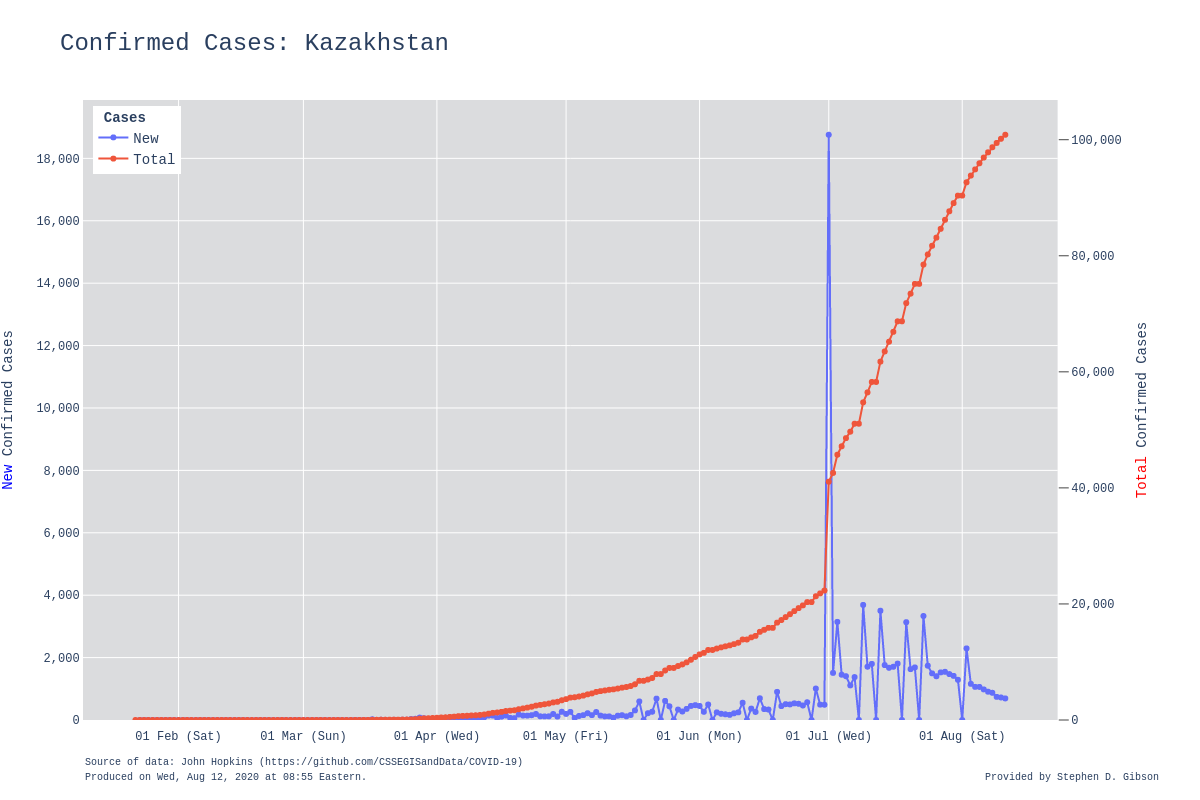 Confirmed Cases: Kazakhstan
Cases
New
Total
18,000
16,000
14,000
12,000
10,000
8,000
6,000
4,000
2,000
0
New Confirmed Cases
100,000
80,000
60,000
40,000
20,000
0
Total Confirmed Cases
01 Feb (Sat) 01 Mar (Sun) 01 Apr (Wed) 01 May (Fri) 01 Jun (Mon) 01 Jul (Wed) 01 Aug (Sat)
Source of data: John Hopkins (https://github.com/CSSEGISandData/COVID-19)
Produced on Wed, Aug 12, 2020 at 08:55 Eastern.
Provided by Stephen D. Gibson